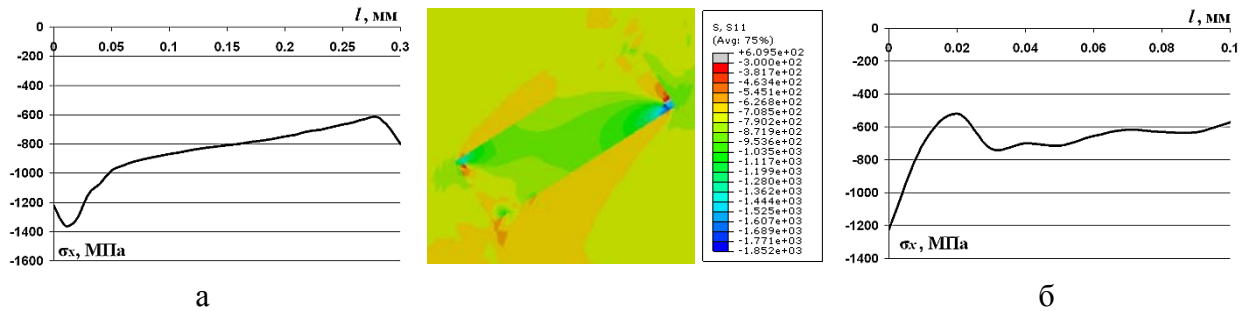 l, мм
0
0 0.05 0.1 0.15 0.2 0.25 0.3
-200
-400
-600
-800
-1000
-1200
-1400
-1600
σx, МПа
а
S, S11
(Avg: 75%)
+6.095e+02
-3.000e+02
-3.817e+02
-4.634e+02
-5.451e+02
-6.268e+02
-7.085e+02
-7.902e+02
-8.719e+02
-9.536e+02
-1.035e+03
-1.117e+03
-1.199e+03
-1.280e+03
-1.362e+03
-1.444e+03
-1.525e+03
-1.607e+03
-1.689e+03
-1.771e+03
-1.852e+03
l, мм
0
0 0.02 0.04 0.06 0.08 0.1
-200
-400
-600
-800
-1000
-1200
-1400
σx, МПа
б